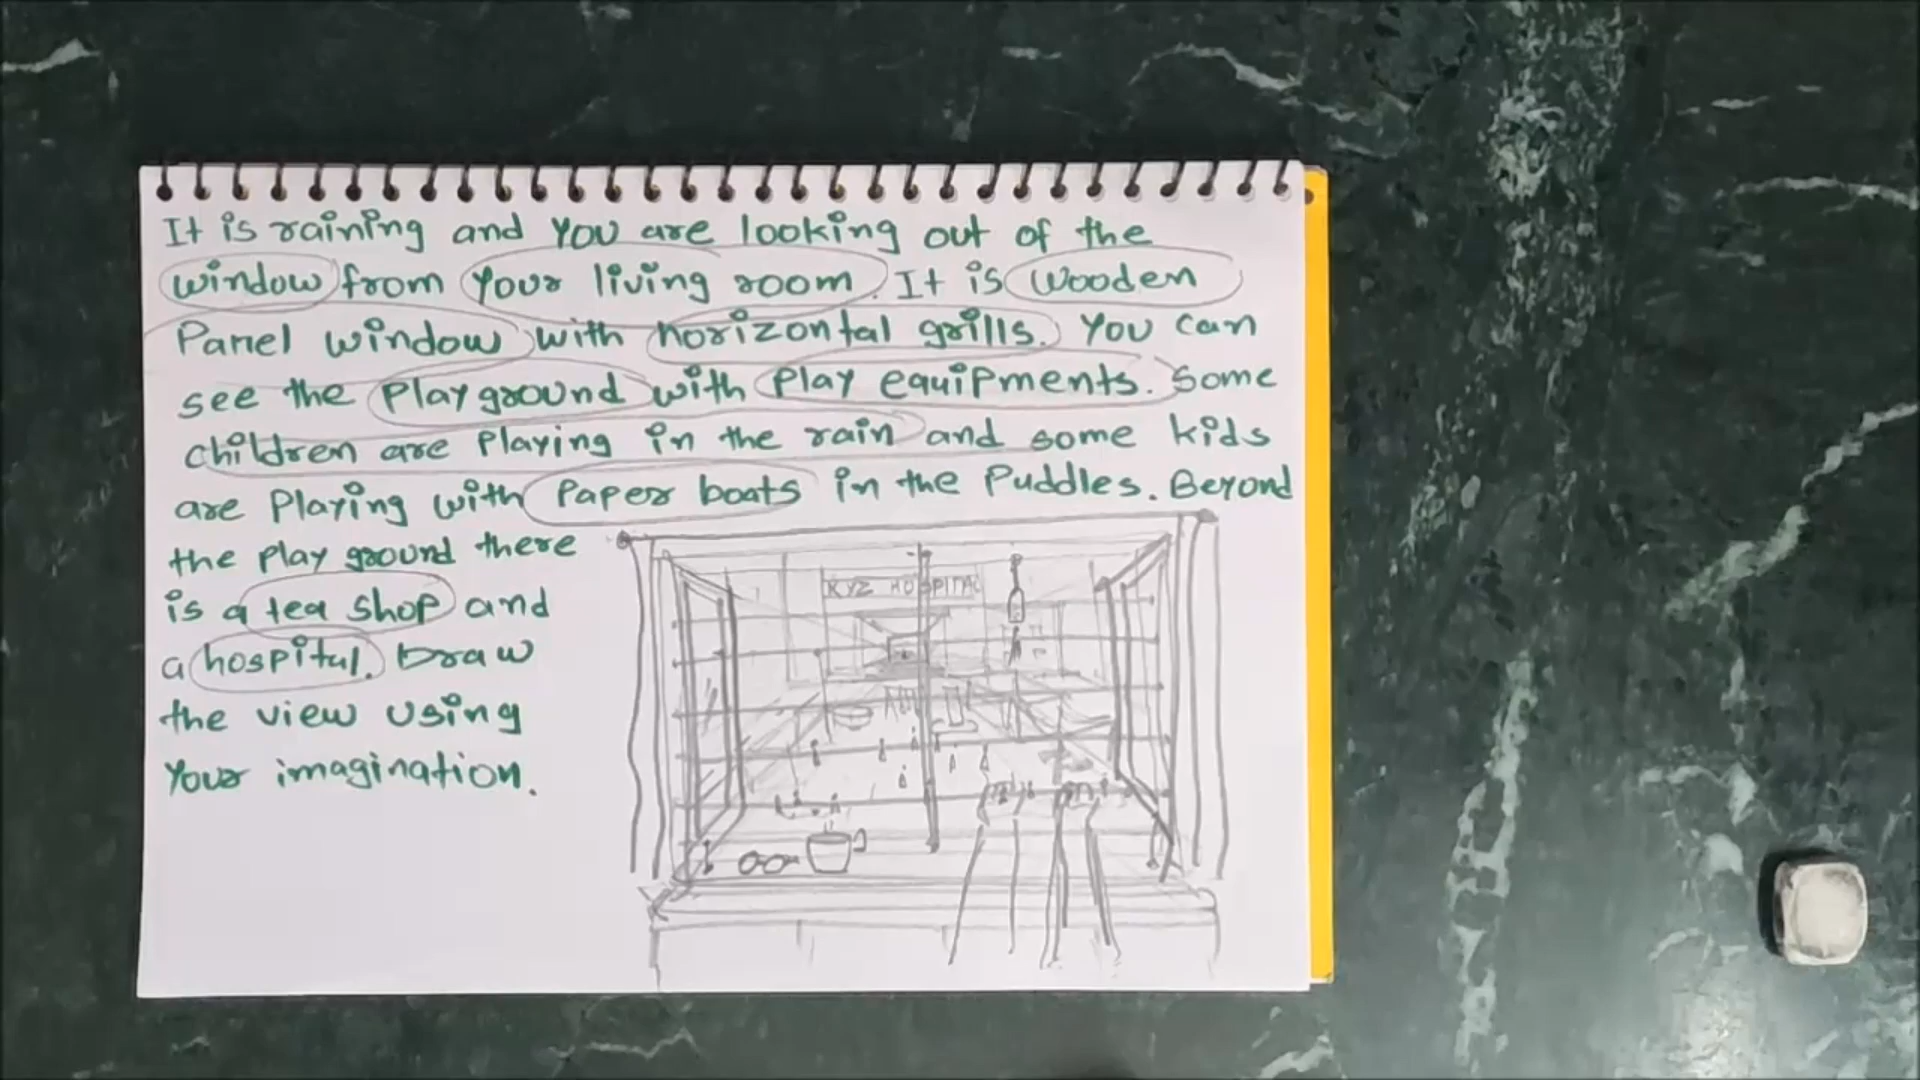 It is raining and you are looking out of the
window from your living room. It is wooden
Panel window with horizontal grills. You can
see the playground with play equipments. Some
children are playing in the rain and some kids
are playing with paper boats in the puddles. Beyond
the play ground there
is a tea shop and
a hospital. Draw
the view using
your imagination.
XYZ HOSPITAL